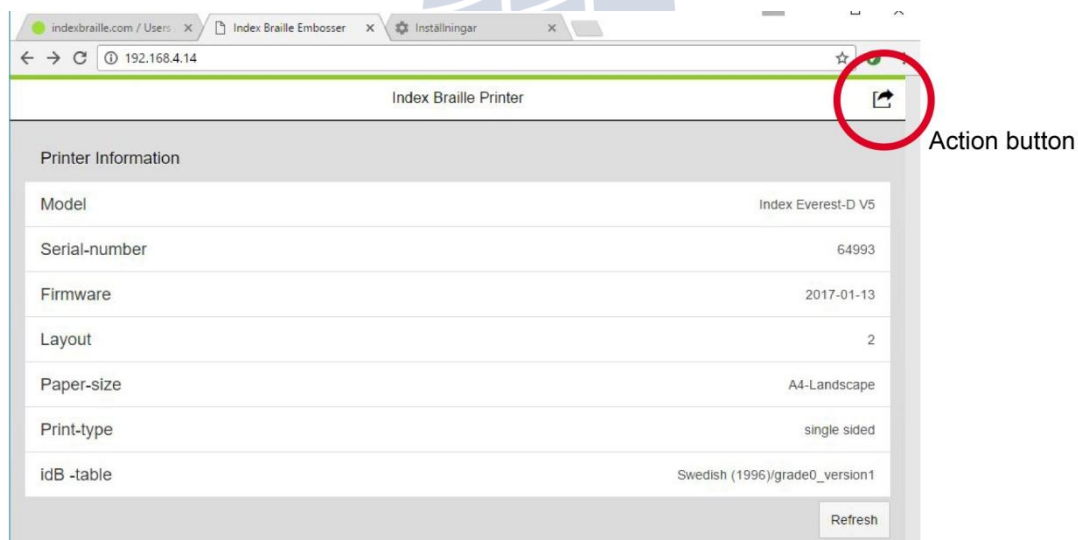 indexbraille.com / Users Index Braille Embosser Inställningar
192.168.4.14
Index Braille Printer
Action button
Printer Information
Model Index Everest-D V5
Serial-number 64993
Firmware 2017-01-13
Layout 2
Paper-size A4-Landscape
Print-type single sided
idB -table Swedish (1996)/grade0_version1
Refresh